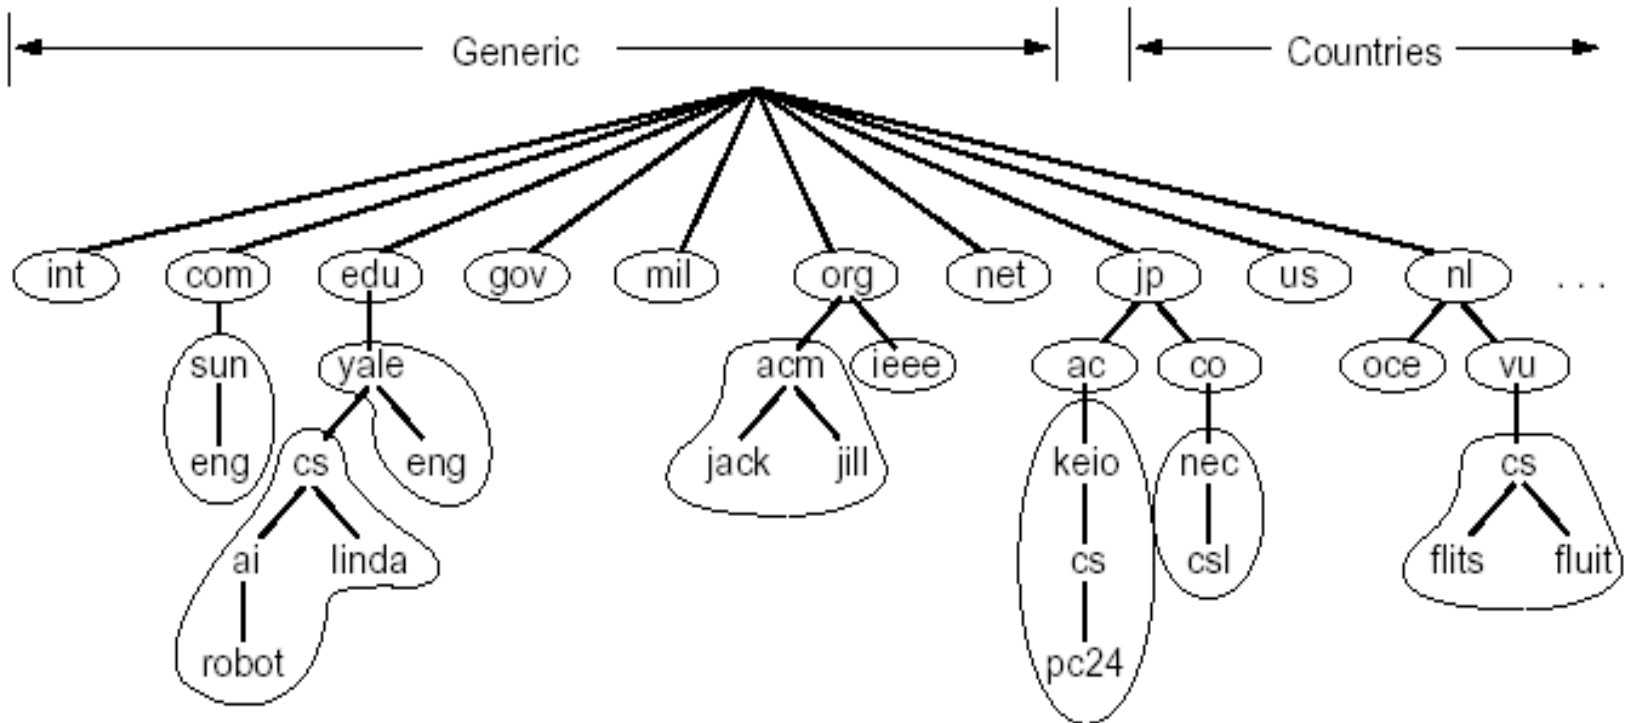 Generic Countries
int com edu gov mil org net jp us nl . . .
sun yale acm ieee ac co oce vu
eng cs eng jack jill keio nec cs
ai linda cs csl flits fluit
robot pc24